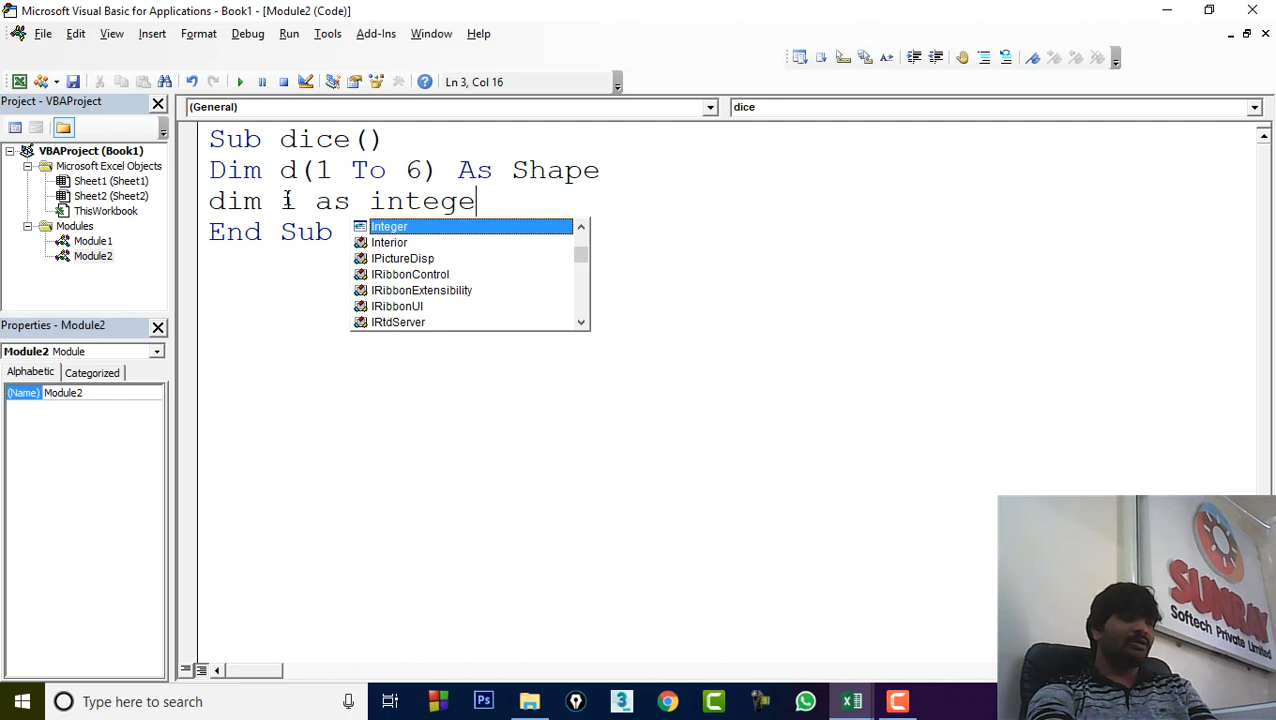 Microsoft Visual Basic for Applications - Book1 - [Module2 (Code)]
File Edit View Insert Format Debug Run Tools Add-Ins Window Help
Ln 3, Col 16
Project - VBAProject
(General)
dice
VBAProject (Book1)
Microsoft Excel Objects
Sheet1 (Sheet1)
Sheet2 (Sheet2)
ThisWorkbook
Modules
Module1
Module2
Sub dice()
Dim d(1 To 6) As Shape
dim i as intege
End Sub
Integer
Interior
IPictureDisp
IRibbonControl
IRibbonExtensibility
IRibbonUI
IRtdServer
Properties - Module2
Module2 Module
Alphabetic Categorized
(Name) Module2
Softech Private Limited
Type here to search